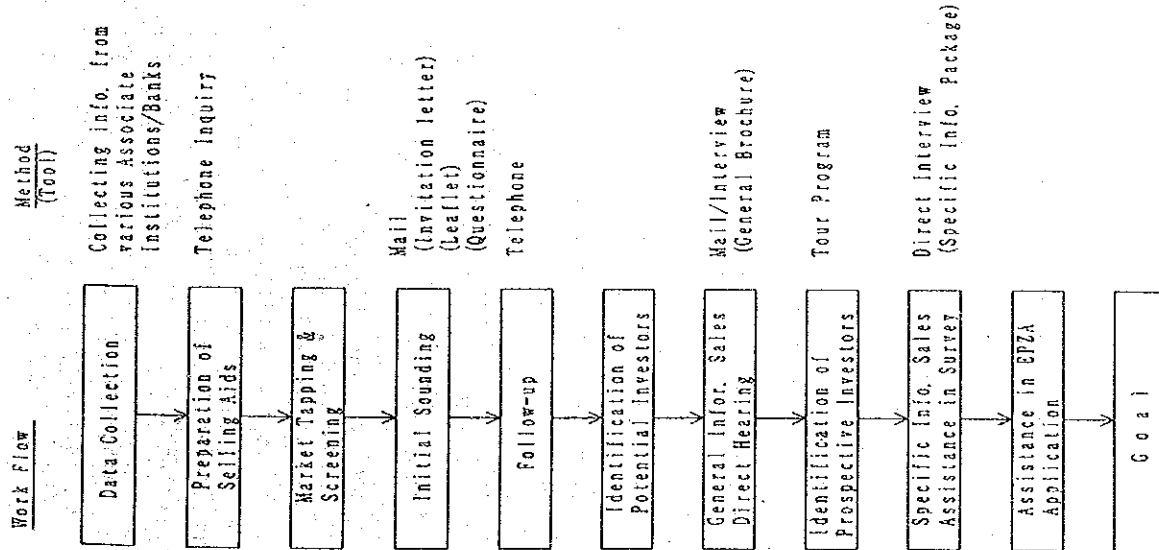 Work Flow
Data Collection
Preparation of
Selling Aids
Market Tapping &
Screening
Initial Sounding
Follow-up
Identification of
Potential Investors
General Infor. Sales
Direct Hearing
Identification of
Prospective Investors
Specific Info. Sales
Assistance in Survey
Assistance in EPZA
Application
Goal
Method
(Tool)
Collecting info. from
various Associate
Institutions/Banks
Telephone Inquiry
Mail
(Invitation letter)
(Leaflet)
(Questionnaire)
Telephone
Mail/Interview
(General Brochure)
Tour Program
Direct Interview
(Specific Info. Package)